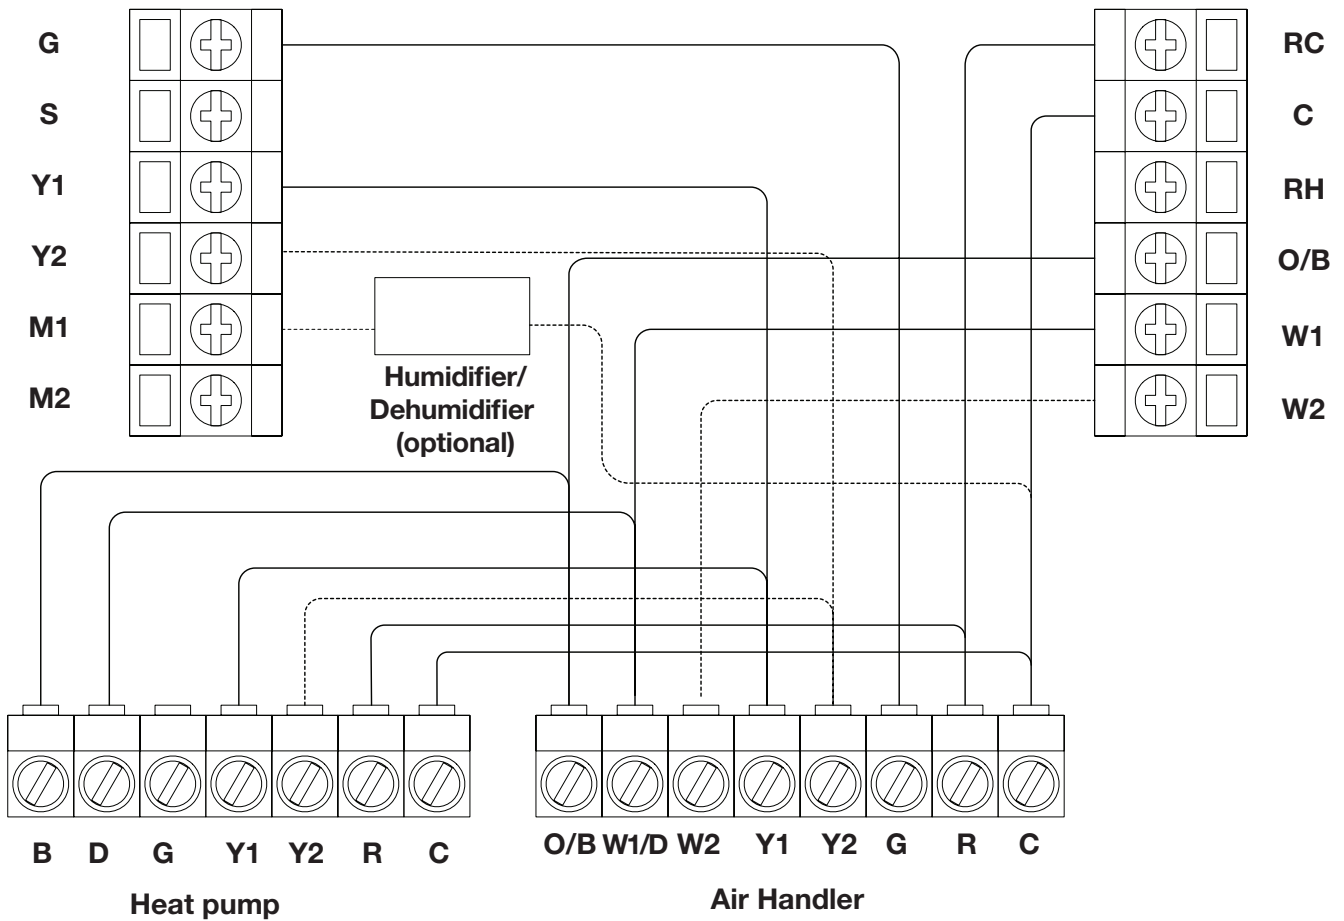 G
S
Y1
Y2
M1
M2
RC
C
RH
O/B
W1
W2
Humidifier/
Dehumidifier
(optional)
B D G Y1 Y2 R C
Heat pump
O/B W1/D W2 Y1 Y2 G R C
Air Handler